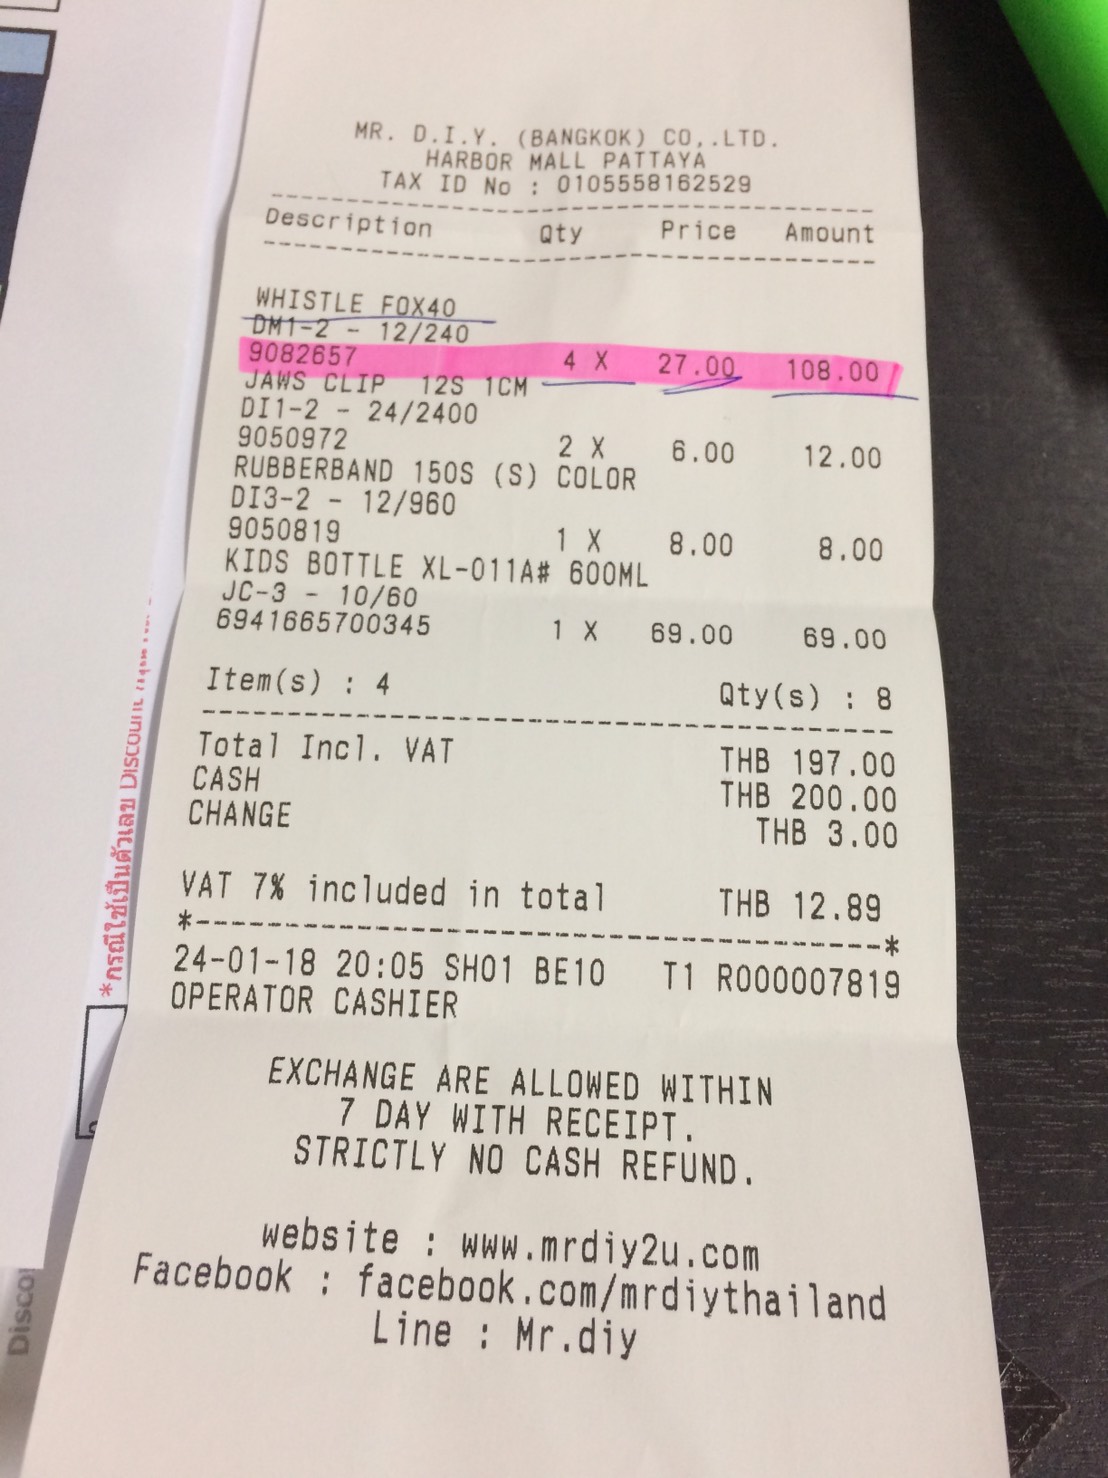 MR. D.I.Y. (BANGKOK) CO,.LTD.
HARBOR MALL PATTAYA
TAX ID No : 0105558162529
Description Qty Price Amount
WHISTLE FOX40
DM1-2 - 12/240
9082657 4 X 27.00 108.00
JAWS CLIP 12S 1CM
DI1-2 - 24/2400
9050972 2 X 6.00 12.00
RUBBERBAND 150S (S) COLOR
DI3-2 - 12/960
9050819 1 X 8.00 8.00
KIDS BOTTLE XL-011A# 600ML
JC-3 - 10/60
6941665700345 1 X 69.00 69.00
Item(s) : 4 Qty(s) : 8
Total Incl. VAT THB 197.00
CASH THB 200.00
CHANGE THB 3.00
VAT 7% included in total THB 12.89
*--------------------------------------*
24-01-18 20:05 SH01 BE10 T1 R000007819
OPERATOR CASHIER
EXCHANGE ARE ALLOWED WITHIN
7 DAY WITH RECEIPT.
STRICTLY NO CASH REFUND.
website : www.mrdiy2u.com
Facebook : facebook.com/mrdiythailand
Line : Mr.diy
*กรณีใช้เป็นตัวเลข Discount
Disco